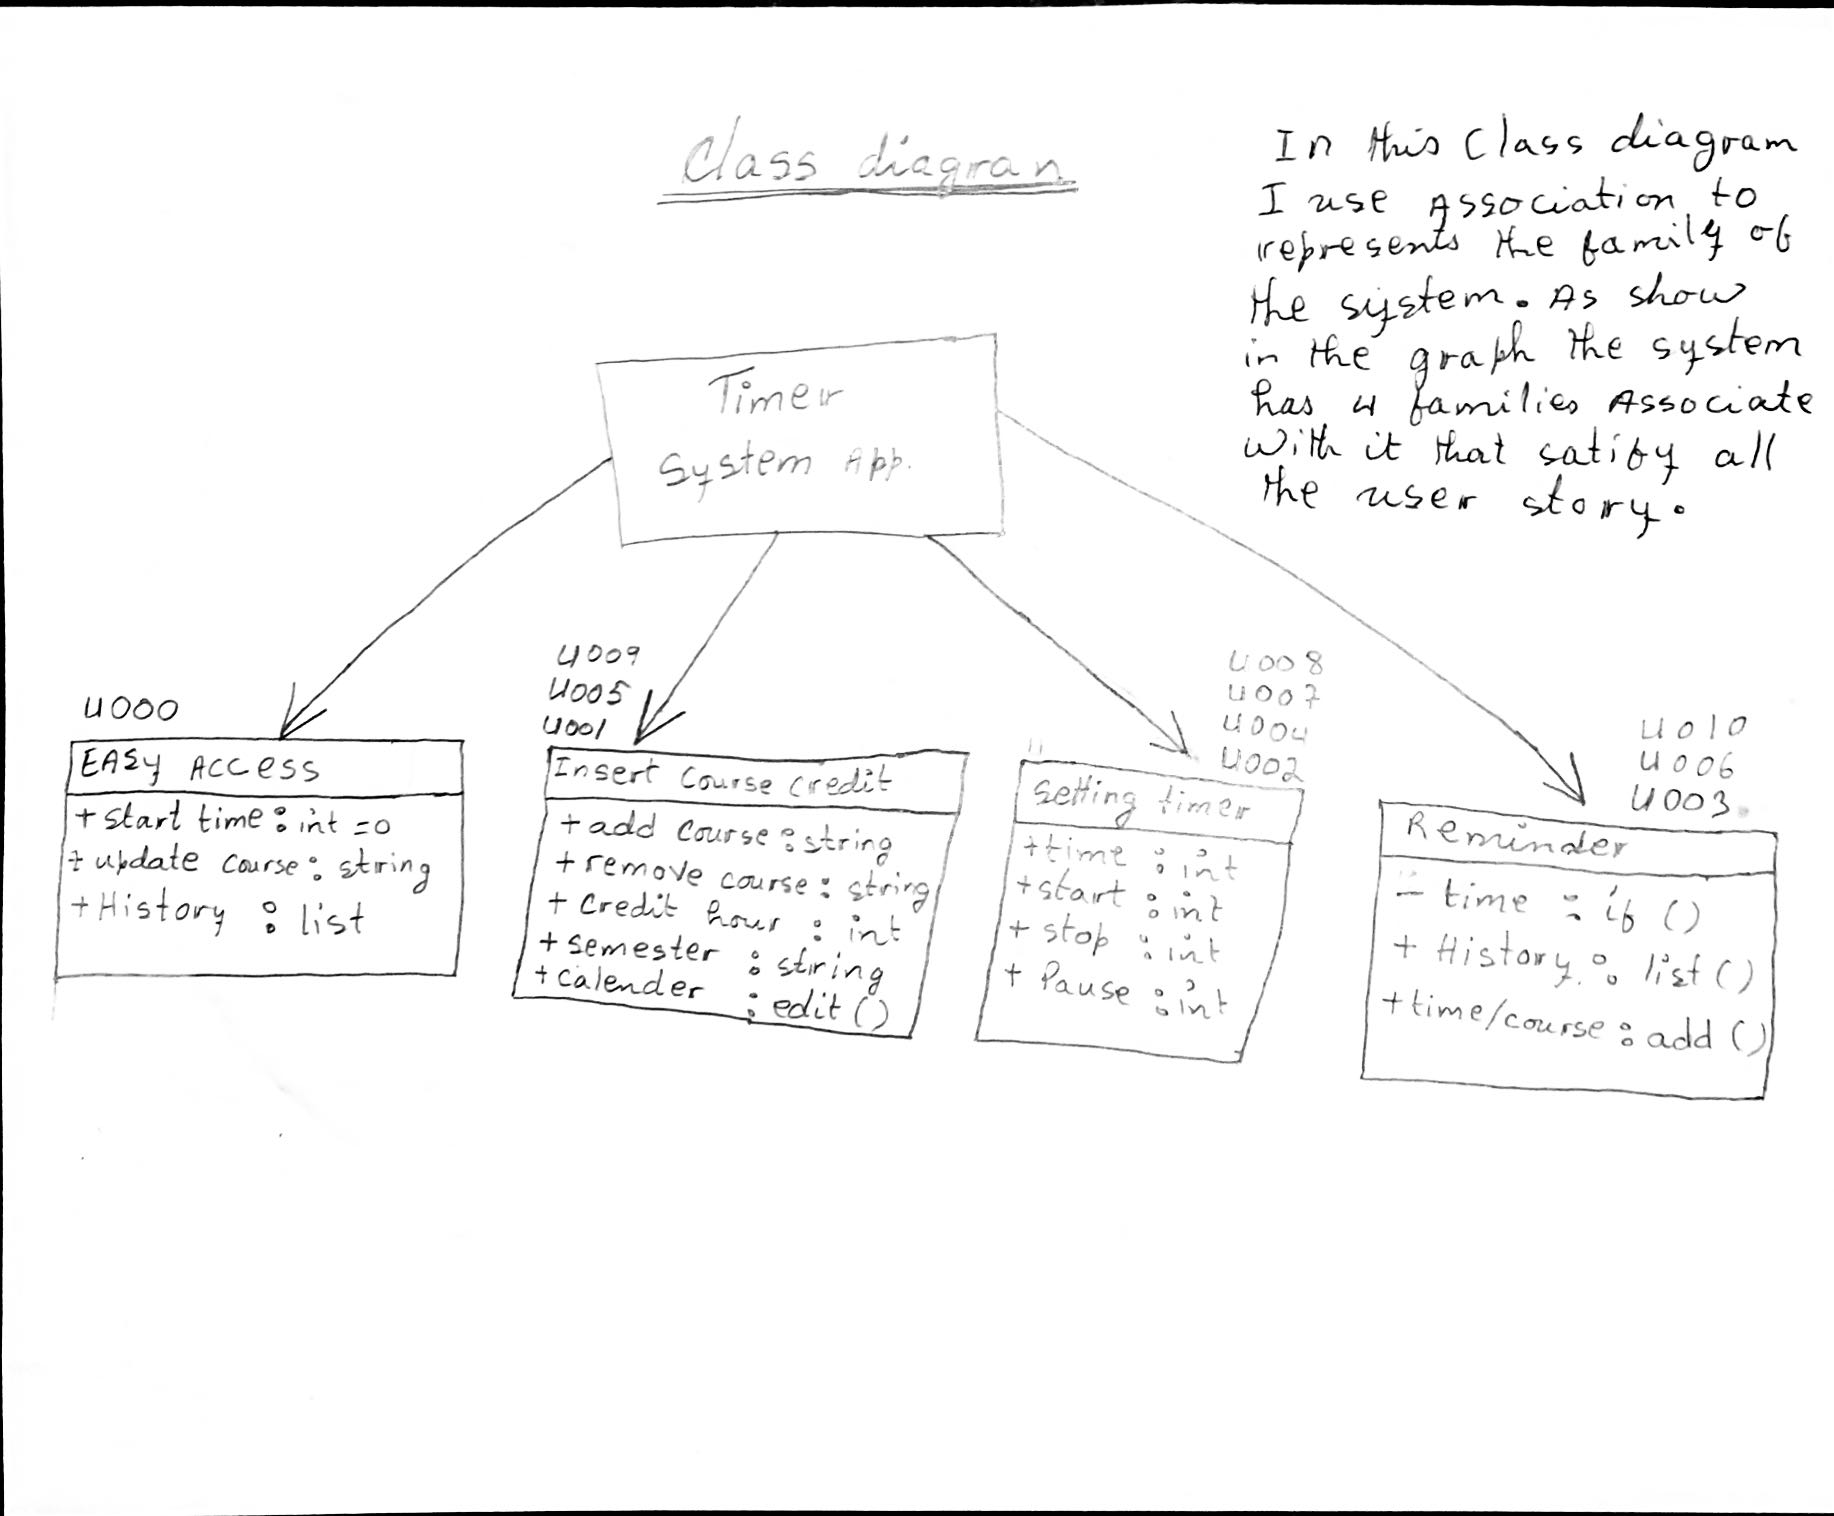 Class diagran
In this Class diagram
I use Association to
represents the family of
the system. As show
in the graph the system
has 4 families Associate
With it that satify all
the user story.
Timer
System App.
U000
EASy Access
+ start time : int = 0
+ update course : string
+ History : list
U009
U005
U001
Insert course credit
+ add course : string
+ remove course : string
+ Credit hour : int
+ semester : string
+ calender : edit ()
U008
U007
U004
U002
Setting timer
+ time : int
+ start : int
+ stop : int
+ Pause : int
U010
U006
U003
Reminder
- time : if ()
+ History : list ()
+ time/course : add ()